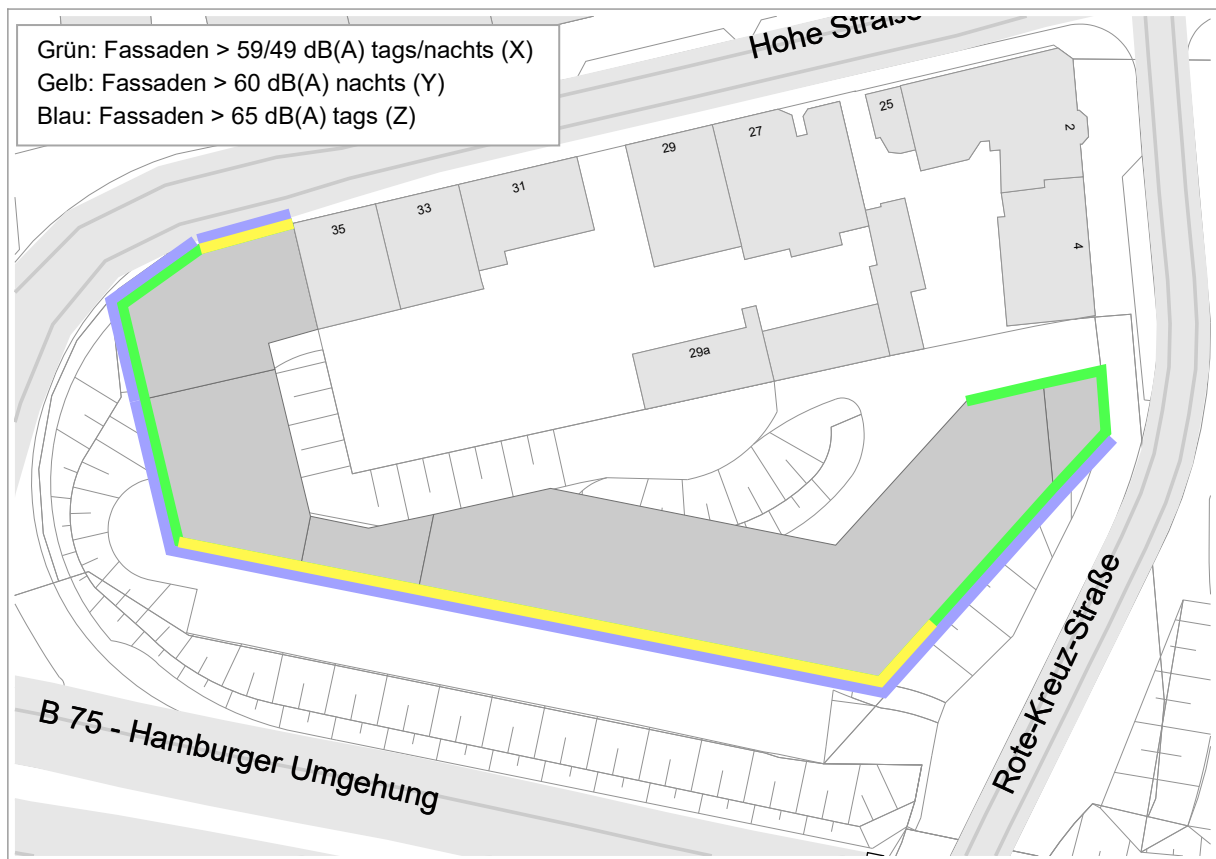 Grün: Fassaden > 59/49 dB(A) tags/nachts (X)
Gelb: Fassaden > 60 dB(A) nachts (Y)
Blau: Fassaden > 65 dB(A) tags (Z)
Hohe Straße
25
2
27
29
31
33
35
4
29a
Rote-Kreuz-Straße
B 75 - Hamburger Umgehung